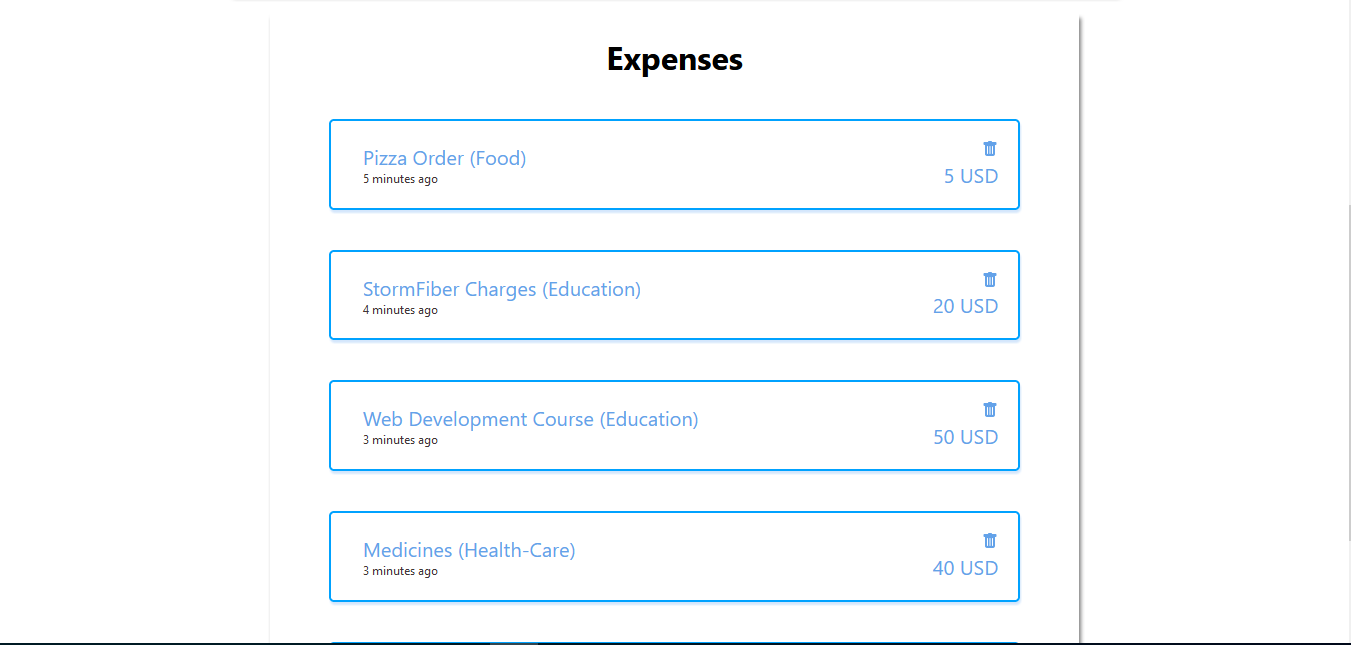 Expenses
Pizza Order (Food)
5 minutes ago
5 USD
StormFiber Charges (Education)
4 minutes ago
20 USD
Web Development Course (Education)
3 minutes ago
50 USD
Medicines (Health-Care)
3 minutes ago
40 USD